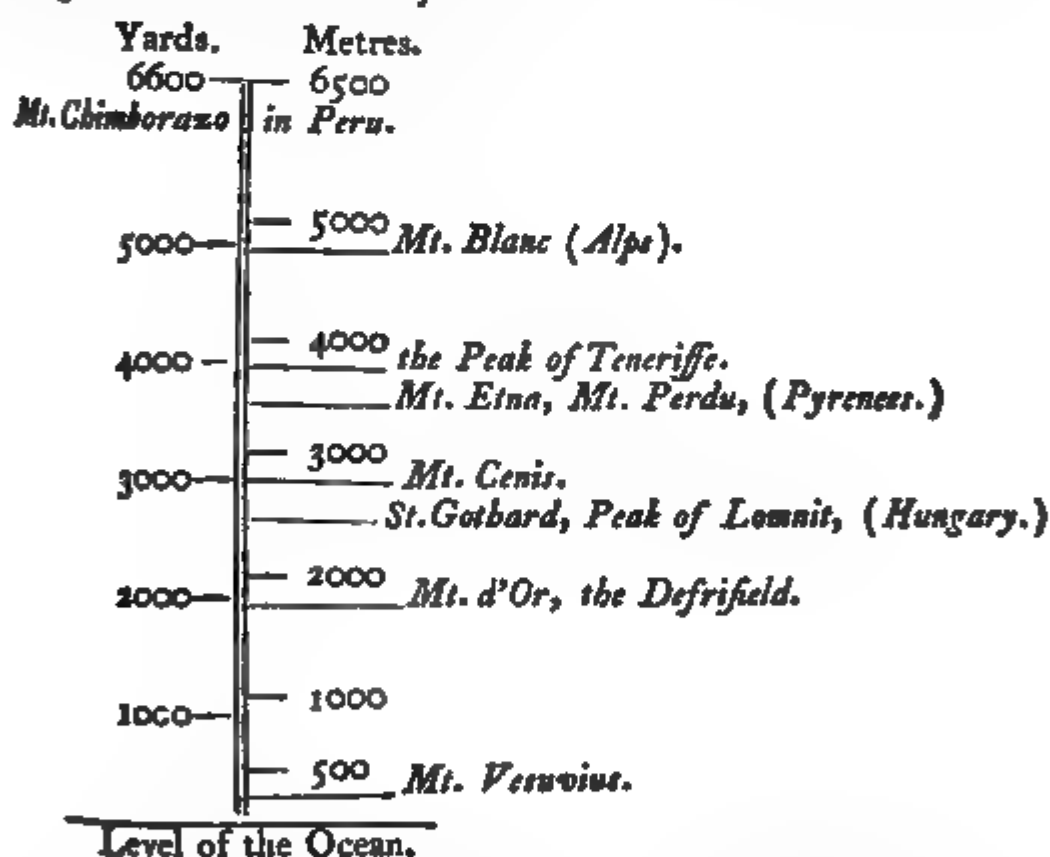 Yards. Metres.
6600 6500
Mt. Chimborazo in Peru.
5000
Mt. Blanc (Alps).
5000
4000
the Peak of Teneriffe.
4000
Mt. Etna, Mt. Perdu, (Pyrenees.)
3000
Mt. Cenis.
3000
St. Gothard, Peak of Lomnit, (Hungary.)
2000
Mt. d'Or, the Defrifield.
2000
1000
1000
500
Mt. Vesuvius.
Level of the Ocean.